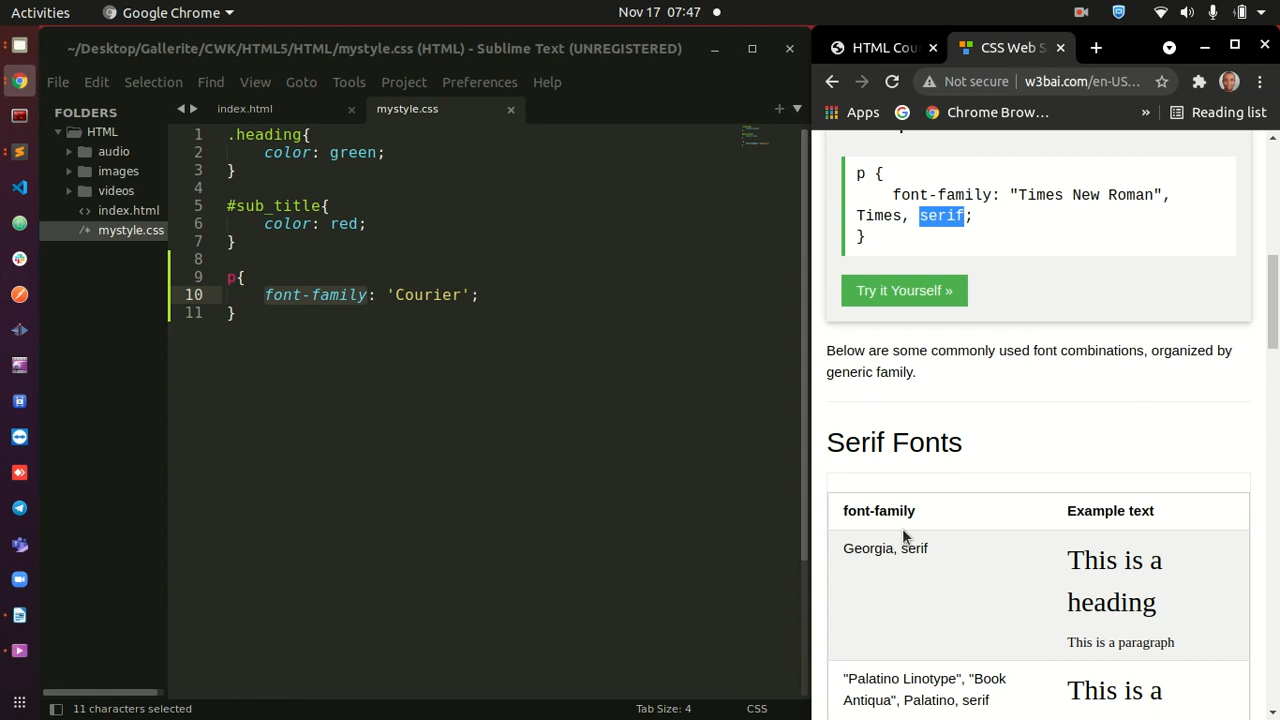 Activities
Google Chrome
Nov 17 07:47
~/Desktop/Gallerite/CWK/HTML5/HTML/mystyle.css (HTML) - Sublime Text (UNREGISTERED)
File Edit Selection Find View Goto Tools Project Preferences Help
FOLDERS
HTML
audio
images
videos
index.html
mystyle.css
index.html
mystyle.css
1 .heading{
2 color: green;
3 }
4
5 #sub_title{
6 color: red;
7 }
8
9 p{
10 font-family: 'Courier';
11 }
11 characters selected
Tab Size: 4
CSS
HTML Cou
CSS Web S
Not secure
w3bai.com/en-US...
Apps
Chrome Brow...
»
Reading list
p {
font-family: "Times New Roman",
Times, serif;
}
Try it Yourself »
Below are some commonly used font combinations, organized by
generic family.
Serif Fonts
font-family Example text
Georgia, serif
This is a
heading
This is a paragraph
"Palatino Linotype", "Book
Antiqua", Palatino, serif
This is a